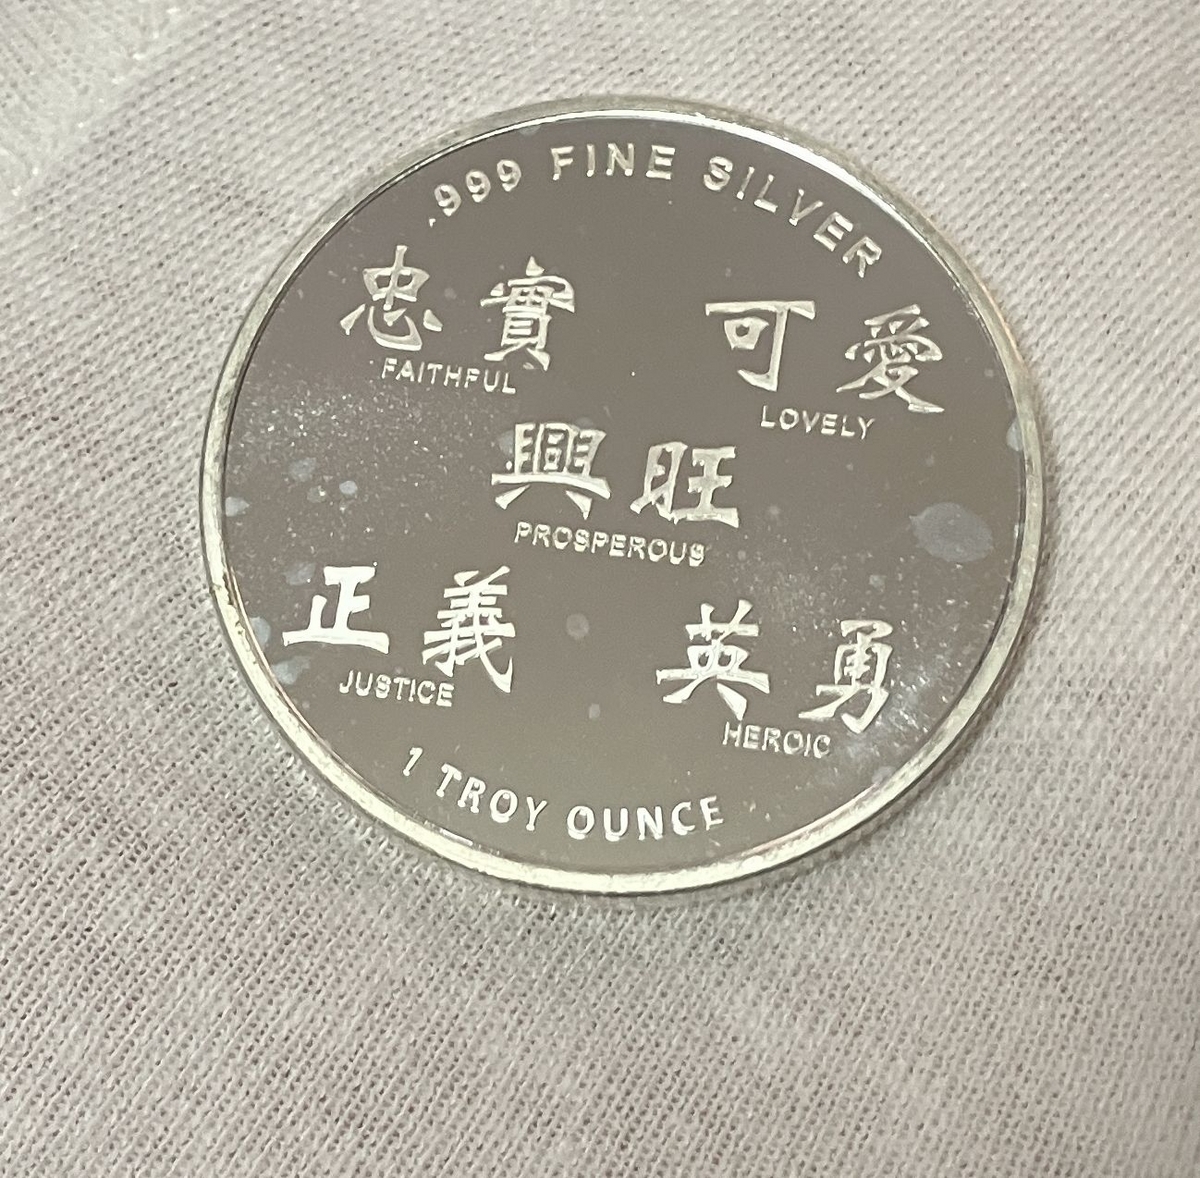 .999 FINE SILVER
忠實
FAITHFUL
可愛
LOVELY
興旺
PROSPEROUS
正義
JUSTICE
英勇
HEROIC
1 TROY OUNCE